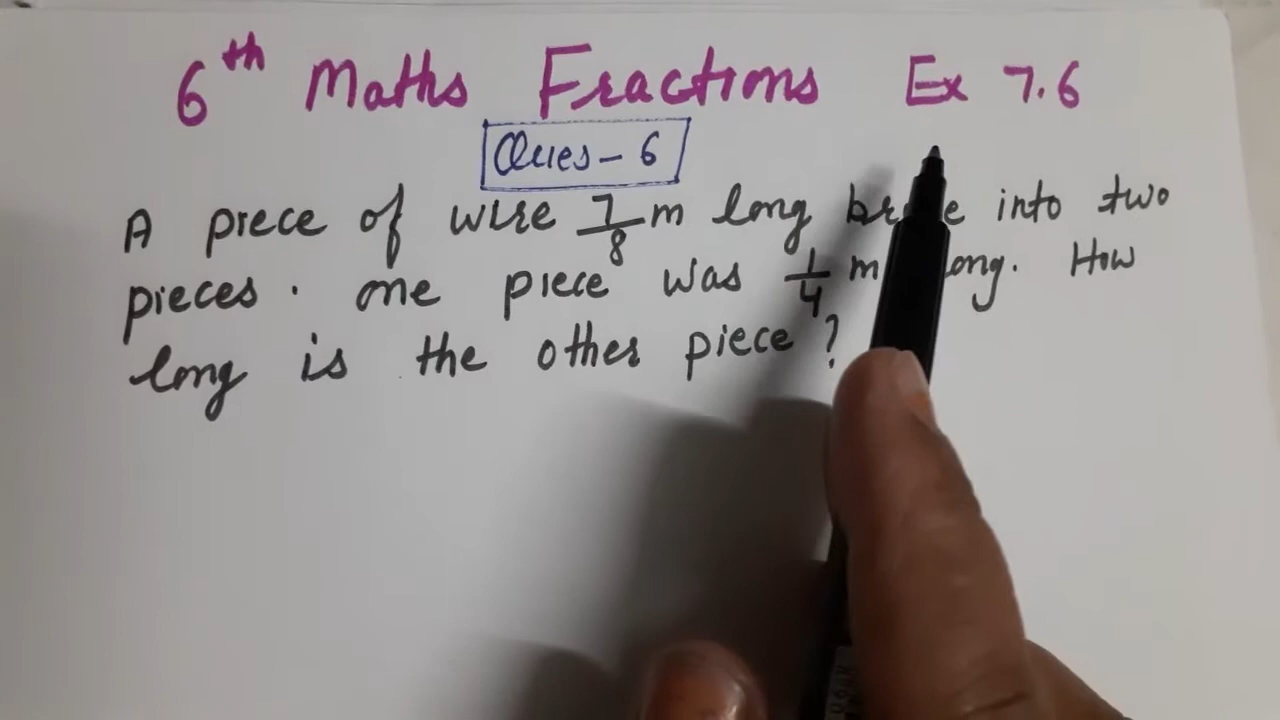 6th Maths Fractions Ex 7.6
Ques - 6
A piece of wire 7/8 m long into two
pieces. one piece was 1/4 m long. How
long is the other piece?